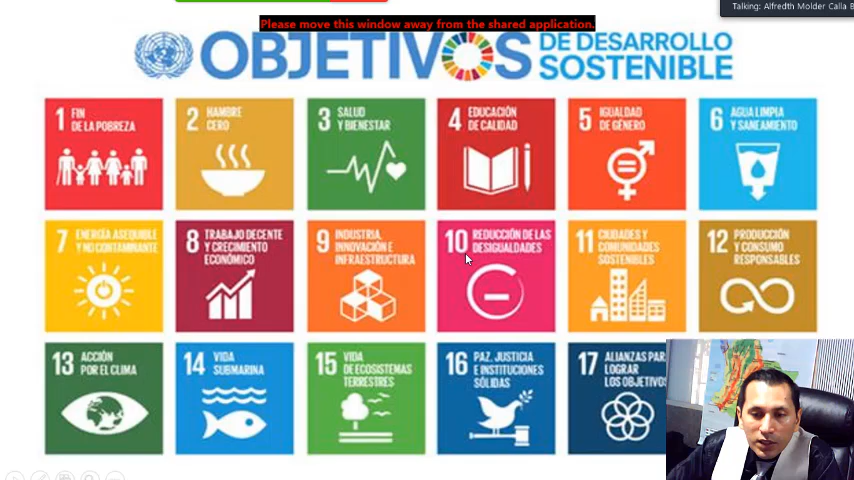 Talking: Alfredth Molder Calla B
Please move this window away from the shared application.
OBJETIVOS
DE DESARROLLO
SOSTENIBLE
1 FIN
DE LA POBREZA
2 HAMBRE
CERO
3 SALUD
Y BIENESTAR
4 EDUCACIÓN
DE CALIDAD
5 IGUALDAD
DE GÉNERO
6 AGUA LIMPIA
Y SANEAMIENTO
7 ENERGÍA ASEQUIBLE
Y NO CONTAMINANTE
8 TRABAJO DECENTE
Y CRECIMIENTO
ECONÓMICO
9 INDUSTRIA,
INNOVACIÓN E
INFRAESTRUCTURA
10 REDUCCIÓN DE LAS
DESIGUALDADES
11 CIUDADES Y
COMUNIDADES
SOSTENIBLES
12 PRODUCCIÓN
Y CONSUMO
RESPONSABLES
13 ACCIÓN
POR EL CLIMA
14 VIDA
SUBMARINA
15 VIDA
DE ECOSISTEMAS
TERRESTRES
16 PAZ, JUSTICIA
E INSTITUCIONES
SÓLIDAS
17 ALIANZAS PAR
LOGRAR
LOS OBJETIVOS